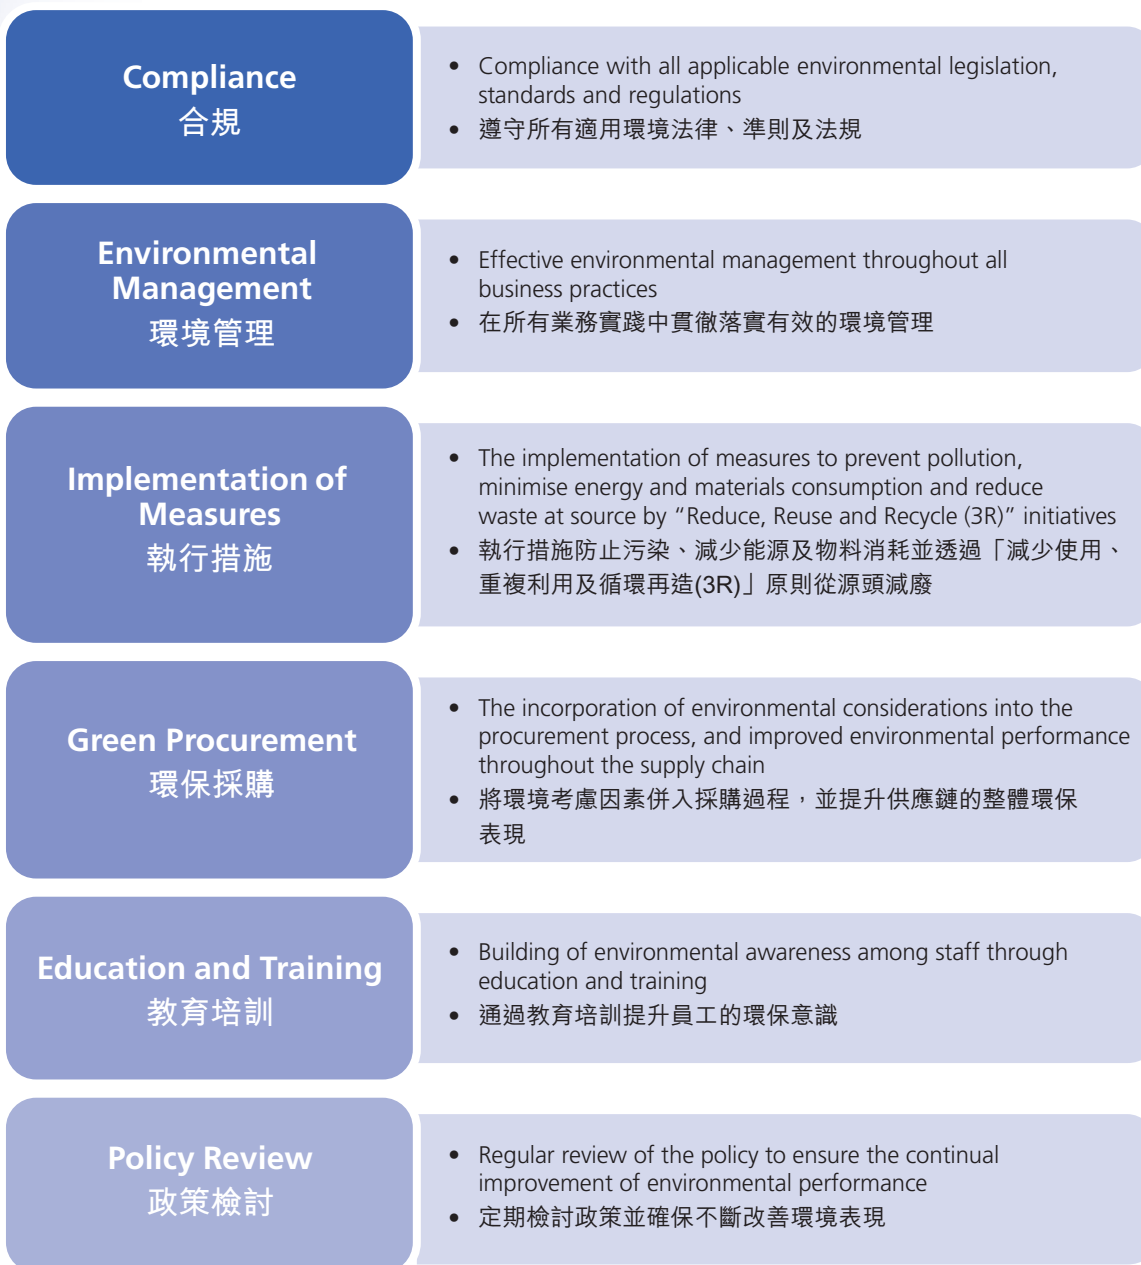 Compliance
合規
• Compliance with all applicable environmental legislation,
standards and regulations
• 遵守所有適用環境法律、準則及法規
Environmental
Management
環境管理
• Effective environmental management throughout all
business practices
• 在所有業務實踐中貫徹落實有效的環境管理
Implementation of
Measures
執行措施
• The implementation of measures to prevent pollution,
minimise energy and materials consumption and reduce
waste at source by “Reduce, Reuse and Recycle (3R)” initiatives
• 執行措施防止污染、減少能源及物料消耗並透過「減少使用、
重複利用及循環再造(3R)」原則從源頭減廢
Green Procurement
環保採購
• The incorporation of environmental considerations into the
procurement process, and improved environmental performance
throughout the supply chain
• 將環境考慮因素併入採購過程，並提升供應鏈的整體環保
表現
Education and Training
教育培訓
• Building of environmental awareness among staff through
education and training
• 通過教育培訓提升員工的環保意識
Policy Review
政策檢討
• Regular review of the policy to ensure the continual
improvement of environmental performance
• 定期檢討政策並確保不斷改善環境表現